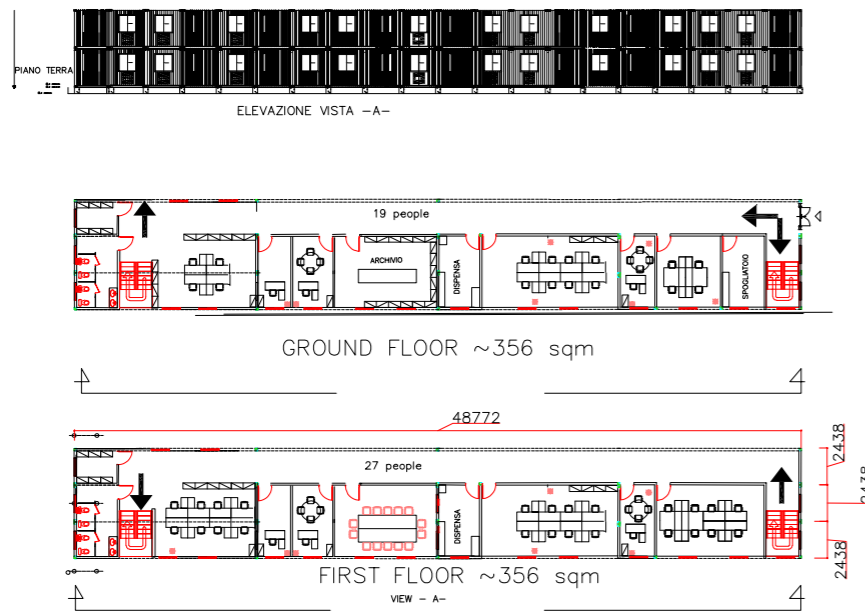 PIANO TERRA
ELEVAZIONE VISTA -A-
19 people
ARCHIVIO
DISPENSA
SPOGLIATOIO
GROUND FLOOR ~356 sqm
48772
27 people
2438
2438
2438
DISPENSA
FIRST FLOOR ~356 sqm
VIEW - A-